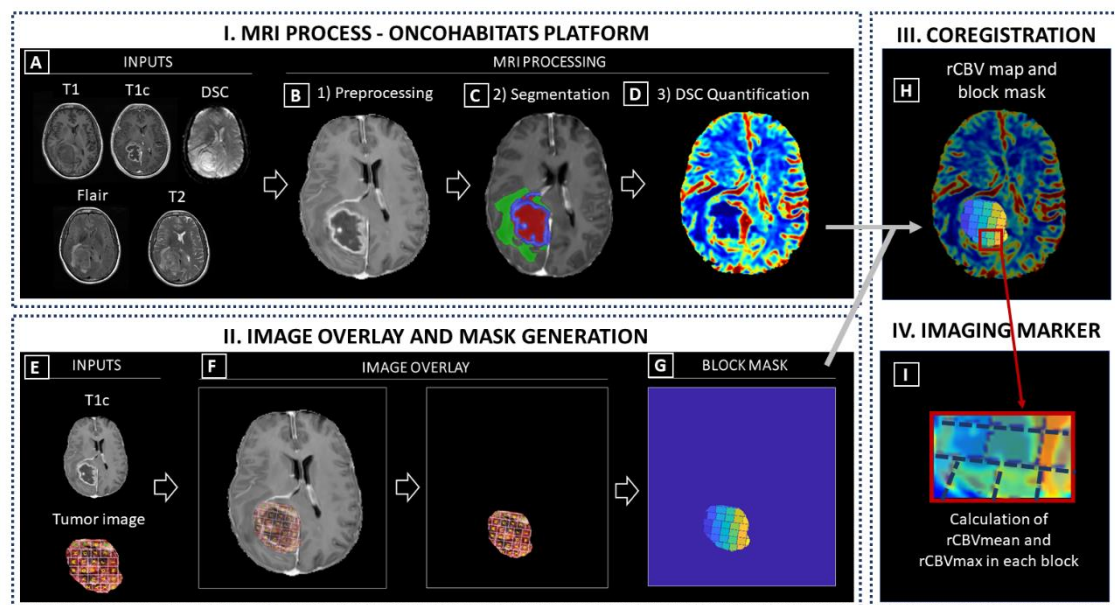 I. MRI PROCESS - ONCOHABITATS PLATFORM
A
INPUTS
T1
T1c
DSC
Flair
T2
MRI PROCESSING
B
1) Preprocessing
C
2) Segmentation
D
3) DSC Quantification
II. IMAGE OVERLAY AND MASK GENERATION
E
INPUTS
T1c
Tumor image
F
IMAGE OVERLAY
G
BLOCK MASK
III. COREGISTRATION
H
rCBV map and
block mask
IV. IMAGING MARKER
I
Calculation of
rCBVmean and
rCBVmax in each block